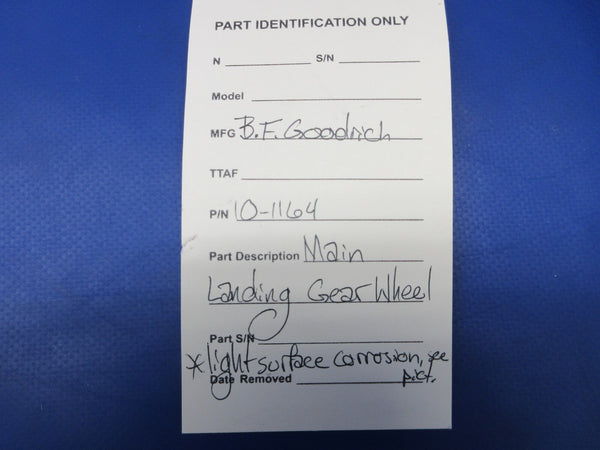 PART IDENTIFICATION ONLY
N S/N
Model
MFG B.F. Goodrich
TTAF
P/N 10-1164
Part Description Main
Landing Gear Wheel
Part S/N
*light surface corrosion, see
Date Removed pict.